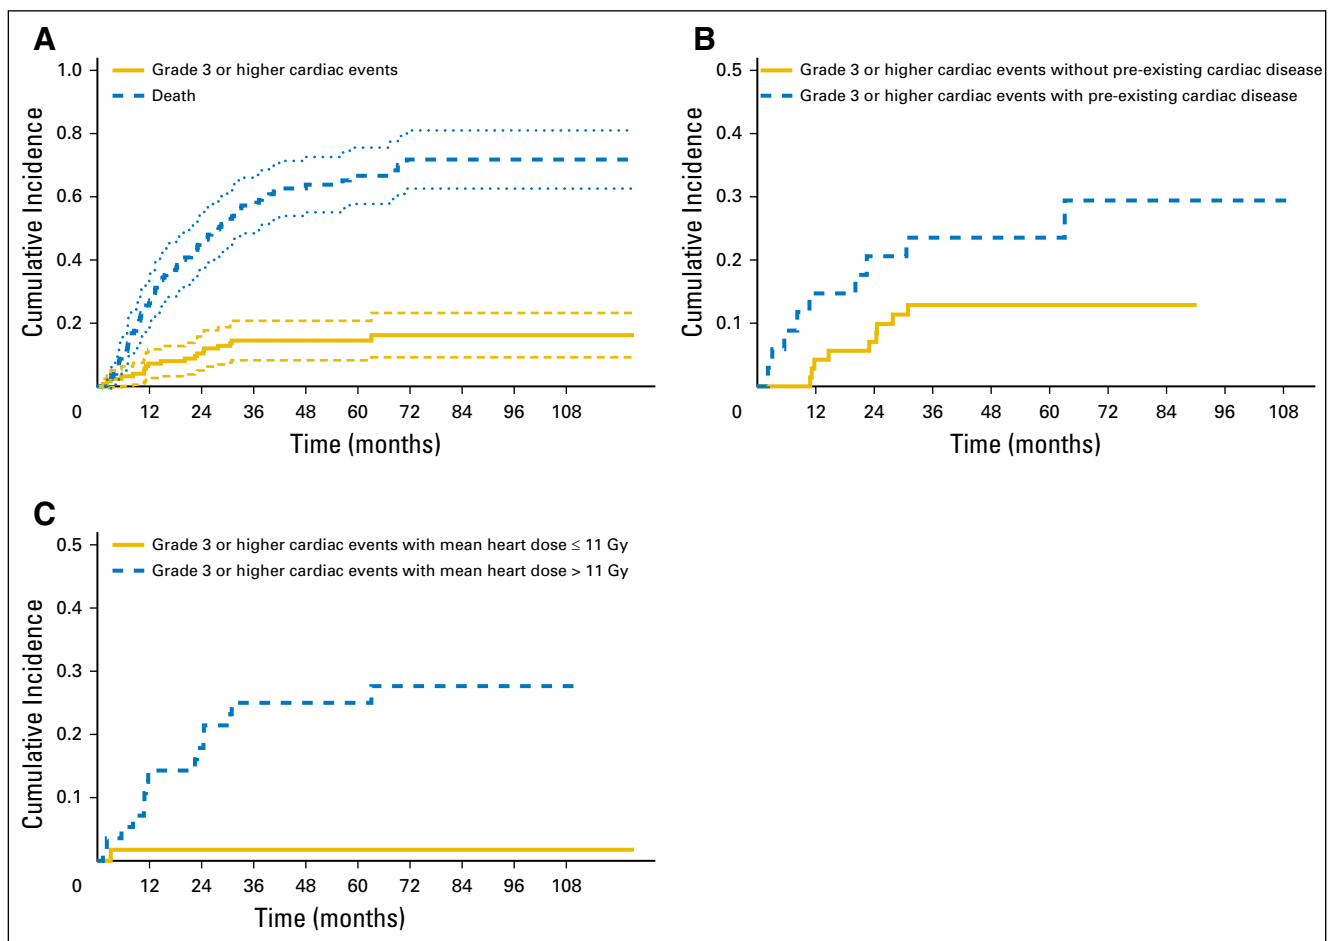 A
Grade 3 or higher cardiac events
Death
1.0
0.8
0.6
0.4
0.2
Cumulative Incidence
0 12 24 36 48 60 72 84 96 108
Time (months)
B
Grade 3 or higher cardiac events without pre-existing cardiac disease
Grade 3 or higher cardiac events with pre-existing cardiac disease
0.5
0.4
0.3
0.2
0.1
Cumulative Incidence
0 12 24 36 48 60 72 84 96 108
Time (months)
C
Grade 3 or higher cardiac events with mean heart dose ≤ 11 Gy
Grade 3 or higher cardiac events with mean heart dose > 11 Gy
0.5
0.4
0.3
0.2
0.1
Cumulative Incidence
0 12 24 36 48 60 72 84 96 108
Time (months)